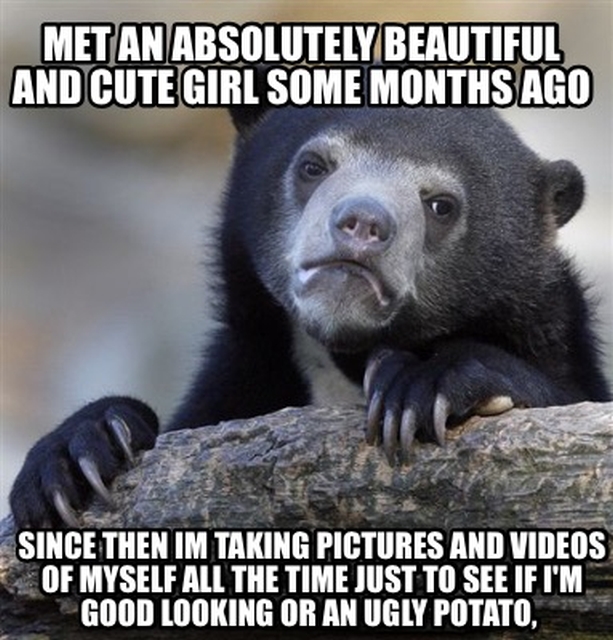 MET AN ABSOLUTELY BEAUTIFUL
AND CUTE GIRL SOME MONTHS AGO
SINCE THEN IM TAKING PICTURES AND VIDEOS
OF MYSELF ALL THE TIME JUST TO SEE IF I'M
GOOD LOOKING OR AN UGLY POTATO,